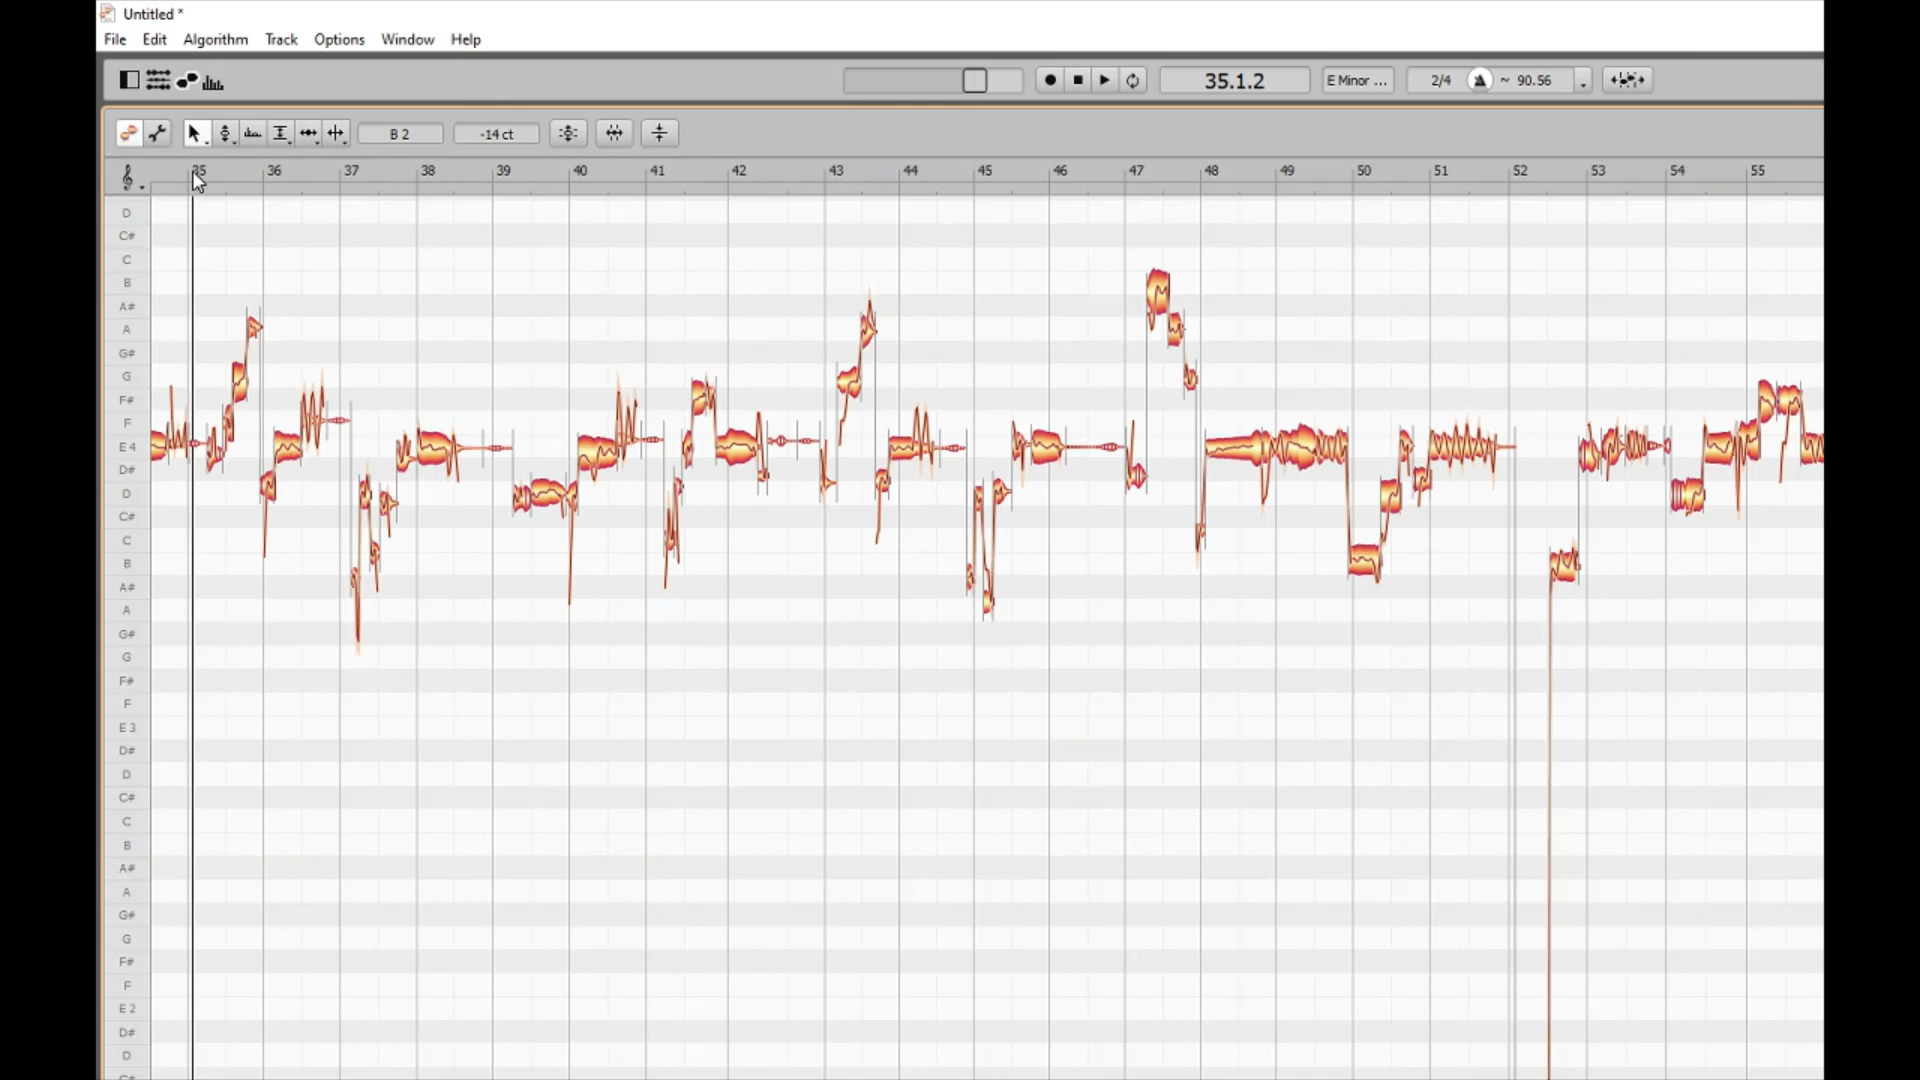 Untitled *
File Edit Algorithm Track Options Window Help
35.1.2 E Minor ... 2/4 ~ 90.56
B 2 -14 ct
35 36 37 38 39 40 41 42 43 44 45 46 47 48 49 50 51 52 53 54 55
D
C#
C
B
A#
A
G#
G
F#
F
E 4
D#
D
C#
C
B
A#
A
G#
G
F#
F
E 3
D#
D
C#
C
B
A#
A
G#
G
F#
F
E 2
D#
D
C#